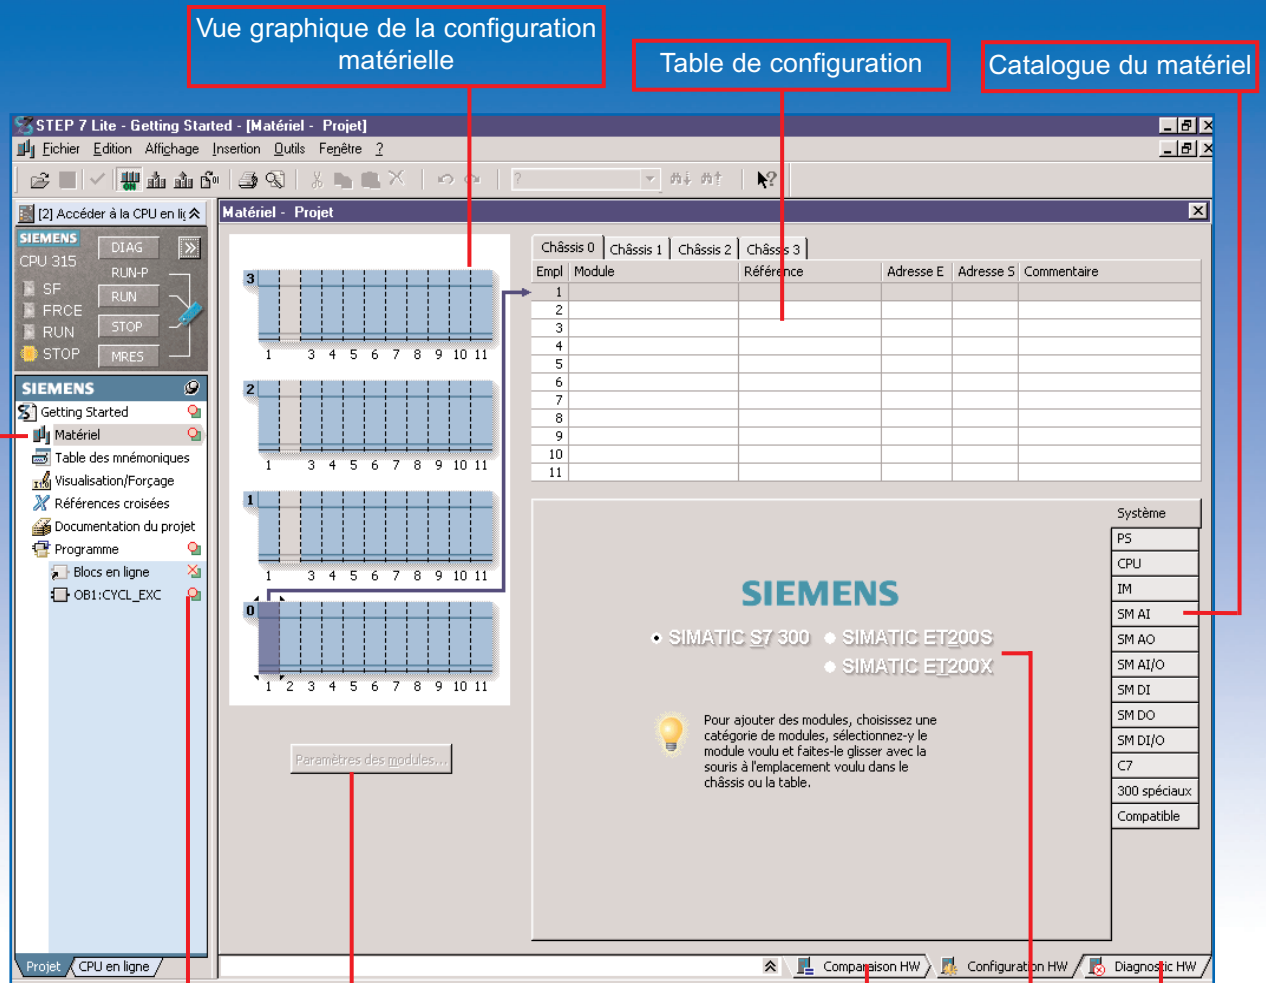 Vue graphique de la configuration
matérielle
Table de configuration
Catalogue du matériel
STEP 7 Lite - Getting Started - [Matériel - Projet]
Fichier Edition Affichage Insertion Outils Fenêtre ?
ON
?
[2] Accéder à la CPU en lig
Matériel - Projet
SIEMENS
CPU 315
DIAG
RUN-P
SF
RUN
FRCE
RUN
STOP
STOP
MRES
SIEMENS
Getting Started
Matériel
Table des mnémoniques
Visualisation/Forçage
Références croisées
Documentation du projet
Programme
Blocs en ligne
OB1:CYCL_EXC
Projet
CPU en ligne
3
1 3 4 5 6 7 8 9 10 11
2
1 3 4 5 6 7 8 9 10 11
1
1 3 4 5 6 7 8 9 10 11
0
1 2 3 4 5 6 7 8 9 10 11
Paramètres des modules...
Châssis 0 Châssis 1 Châssis 2 Châssis 3
Empl Module Référence Adresse E Adresse S Commentaire
1
2
3
4
5
6
7
8
9
10
11
SIEMENS
SIMATIC S7 300
SIMATIC ET200S
SIMATIC ET200X
Pour ajouter des modules, choisissez une
catégorie de modules, sélectionnez-y le
module voulu et faites-le glisser avec la
souris à l'emplacement voulu dans le
châssis ou la table.
Système
PS
CPU
IM
SM AI
SM AO
SM AI/O
SM DI
SM DO
SM DI/O
C7
300 spéciaux
Compatible
Comparaison HW
Configuration HW
Diagnostic HW